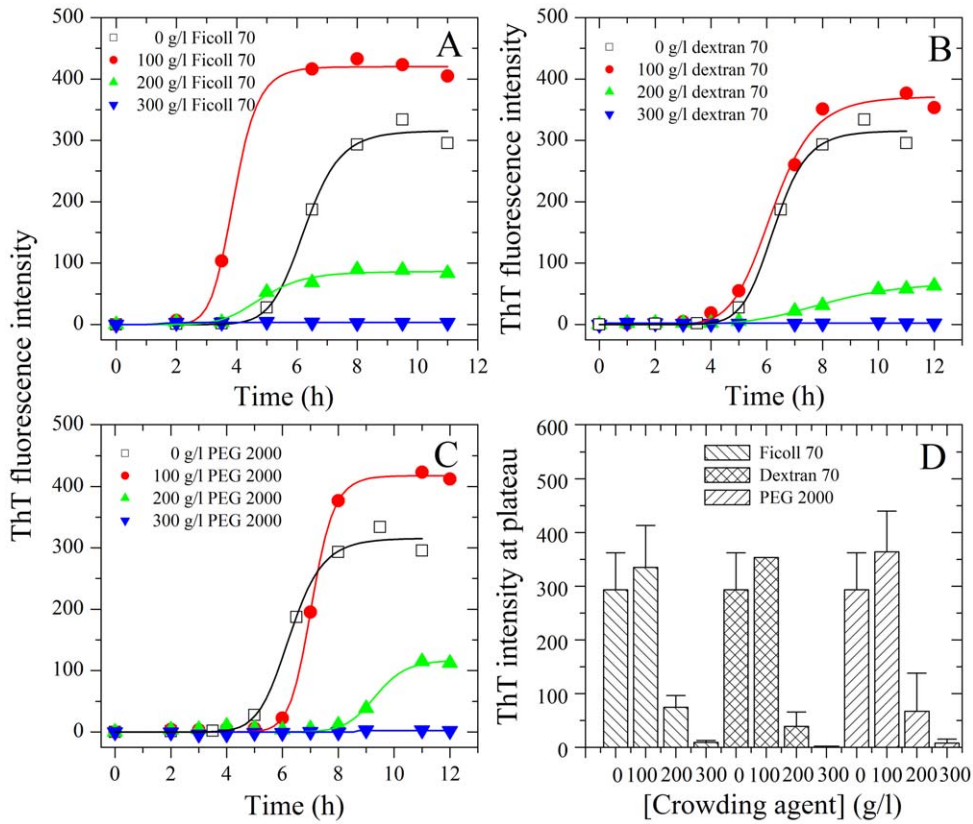 ThT fluorescence intensity
A
0 g/l Ficoll 70
100 g/l Ficoll 70
200 g/l Ficoll 70
300 g/l Ficoll 70
500
400
300
200
100
0
0 2 4 6 8 10 12
Time (h)
B
0 g/l dextran 70
100 g/l dextran 70
200 g/l dextran 70
300 g/l dextran 70
ThT fluorescence intensity
500
400
300
200
100
0
0 2 4 6 8 10 12
Time (h)
C
0 g/l PEG 2000
100 g/l PEG 2000
200 g/l PEG 2000
300 g/l PEG 2000
500
400
300
200
100
0
0 2 4 6 8 10 12
Time (h)
D
Ficoll 70
Dextran 70
PEG 2000
ThT intensity at plateau
600
500
400
300
200
100
0
0 100 200 300 0 100 200 300 0 100 200 300
[Crowding agent] (g/l)